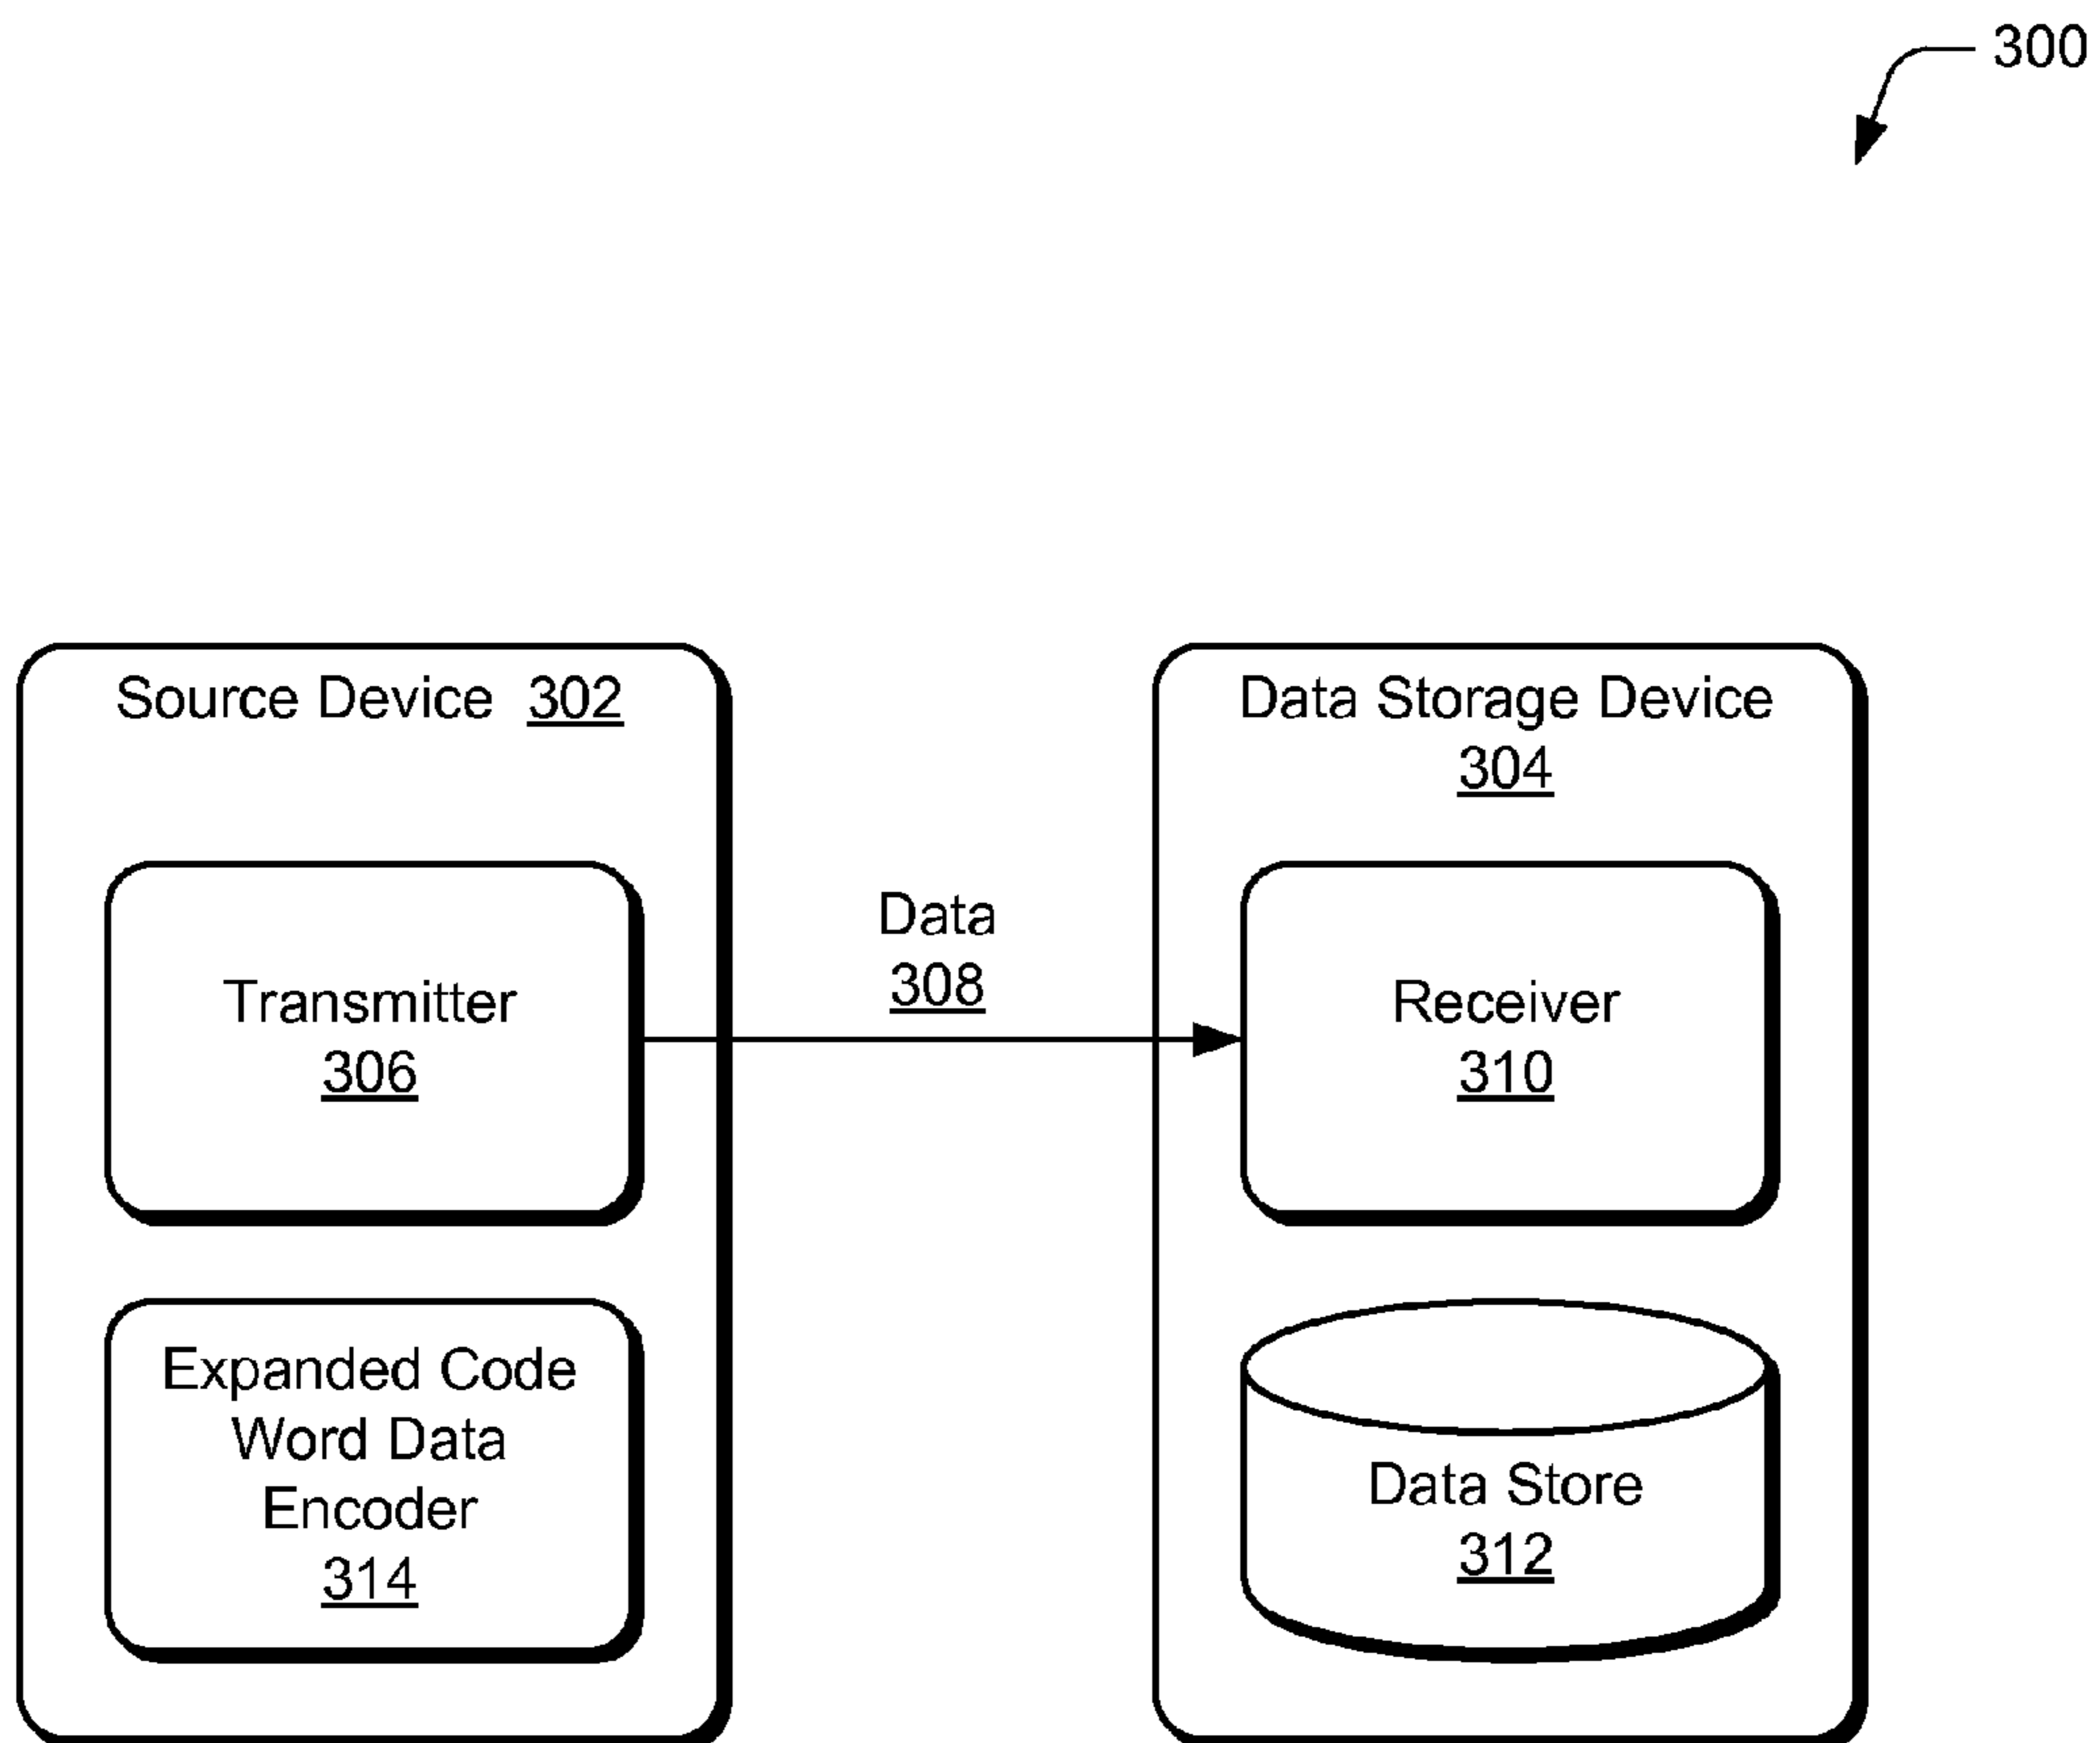 300
Source Device 302
Data Storage Device
304
Data
308
Transmitter
306
Receiver
310
Expanded Code
Word Data
Encoder
314
Data Store
312